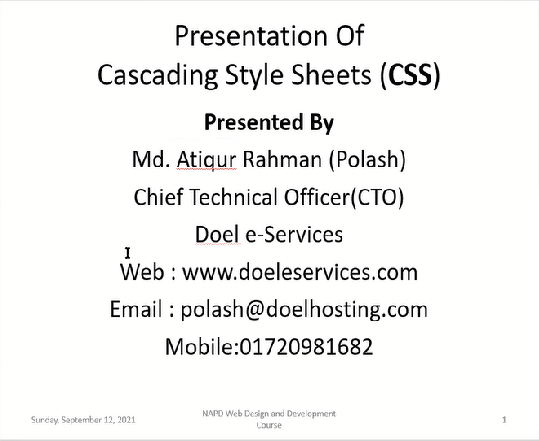 Presentation Of
Cascading Style Sheets (CSS)
Presented By
Md. Atiqur Rahman (Polash)
Chief Technical Officer(CTO)
Doel e-Services
Web : www.doeleservices.com
Email : polash@doelhosting.com
Mobile:01720981682
Sunday, September 12, 2021
NAPD Web Design and Development
Course
1